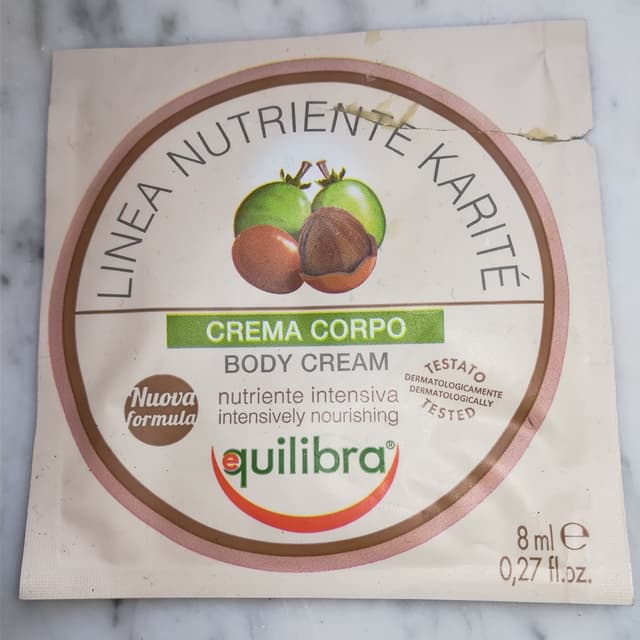 LINEA NUTRIENTE KARITÉ
CREMA CORPO
BODY CREAM
Nuova
formula
nutriente intensiva
intensively nourishing
TESTATO
DERMATOLOGICAMENTE
DERMATOLOGICALLY
TESTED
equilibra®
8 ml ℮
0,27 fl.oz.